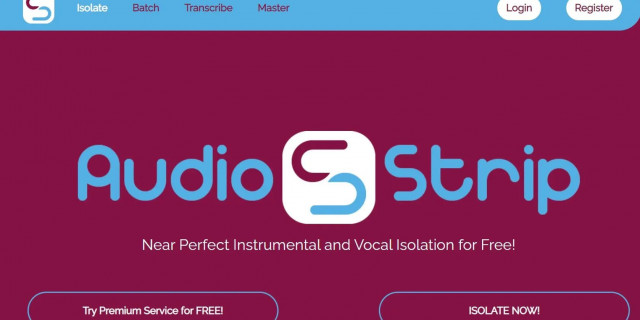 Isolate Batch Transcribe Master Login Register
Audio Strip
Near Perfect Instrumental and Vocal Isolation for Free!
Try Premium Service for FREE! ISOLATE NOW!